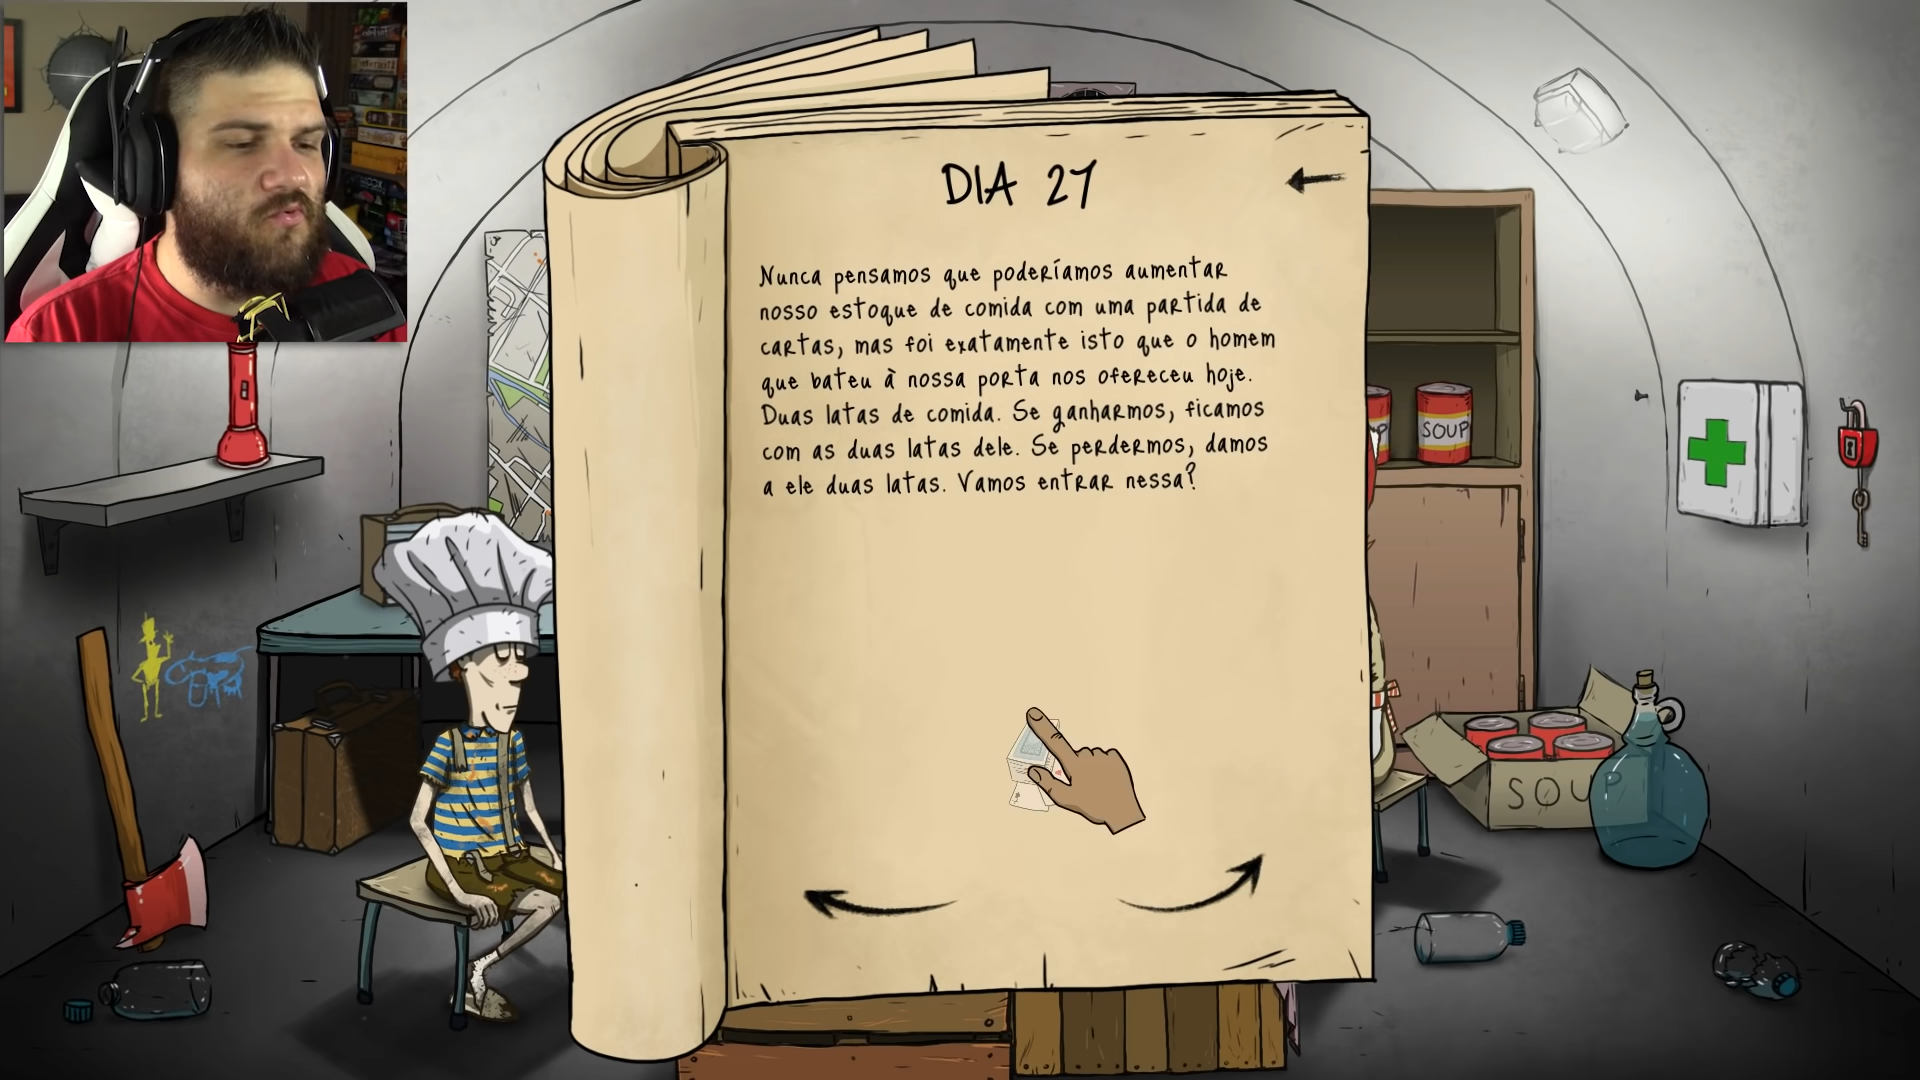 DIA 27
Nunca pensamos que poderíamos aumentar
nosso estoque de comida com uma partida de
cartas, mas foi exatamente isto que o homem
que bateu à nossa porta nos ofereceu hoje.
Duas latas de comida. Se ganharmos, ficamos
com as duas latas dele. Se perdermos, damos
a ele duas latas. Vamos entrar nessa?
SOUP
SOU